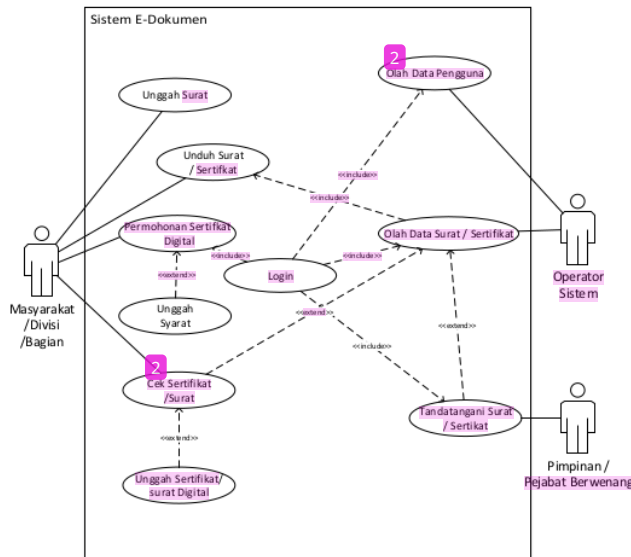 Sistem E-Dokumen
2
Olah Data Pengguna
Unggah Surat
Unduh Surat
/ Sertifkat
<<include>>
<<include>>
Permohonan Sertifkat
Digital
<<include>>
Login
<<include>>
Olah Data Surat / Sertifikat
Operator
Sistem
<<extend>>
Unggah
Syarat
Masyarakat
/Divisi
/Bagian
<<extend>>
<<extend>>
<<include>>
2
Cek Sertifikat
/Surat
Tandatangani Surat
/ Sertikat
<<extend>>
Pimpinan /
Pejabat Berwenang
Unggah Sertifikat/
surat Digital